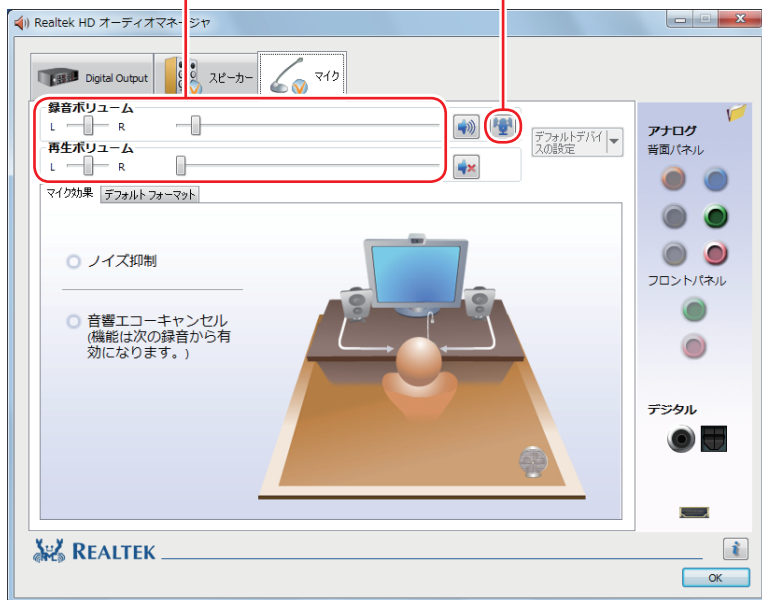 Realtek HD オーディオマネージャ
Digital Output
スピーカー
マイク
録音ボリューム
L R
再生ボリューム
L R
デフォルトデバイ
スの設定
マイク効果 デフォルト フォーマット
ノイズ抑制
音響エコーキャンセル
(機能は次の録音から有
効になります。)
アナログ
背面パネル
フロントパネル
デジタル
REALTEK
i
OK